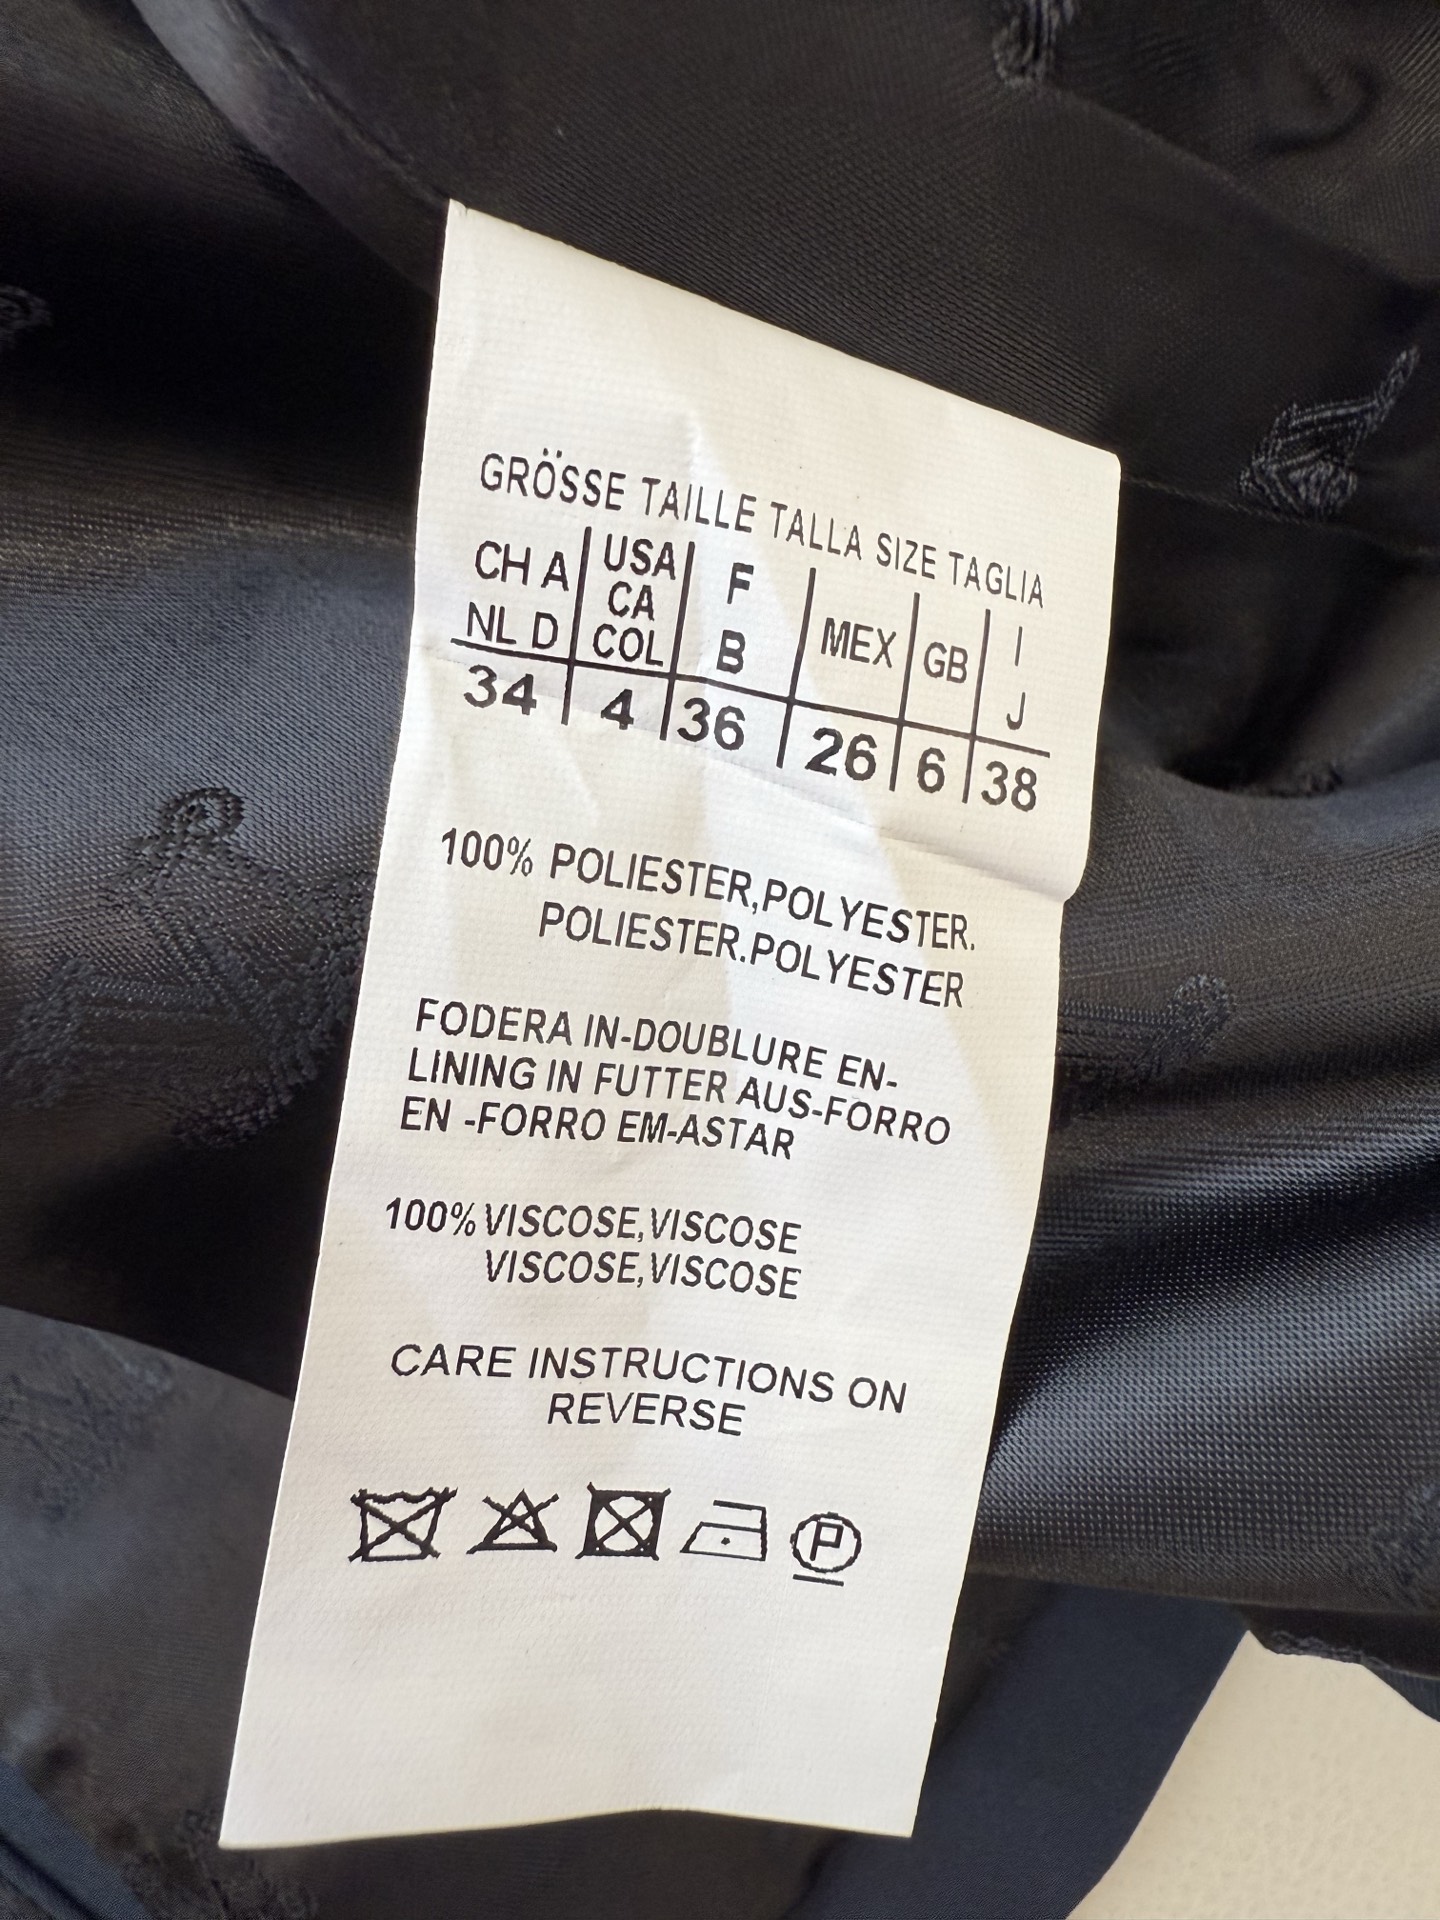 GRÖSSE TAILLE TALLA SIZE TAGLIA
CH A USA F MEX GB I
CA
NL D COL B J
34 4 36 26 6 38
100% POLIESTER,POLYESTER.
POLIESTER.POLYESTER
FODERA IN-DOUBLURE EN-
LINING IN FUTTER AUS-FORRO
EN -FORRO EM-ASTAR
100% VISCOSE,VISCOSE
VISCOSE,VISCOSE
CARE INSTRUCTIONS ON
REVERSE
P